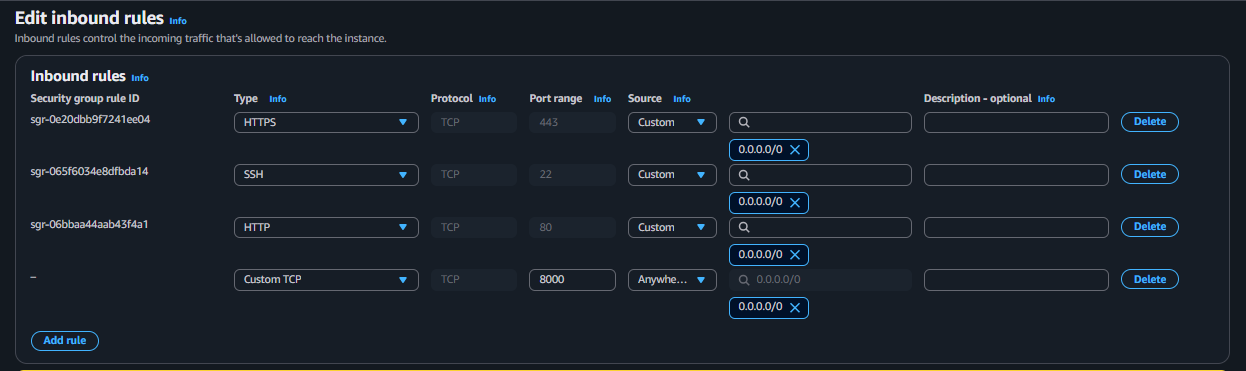 Edit inbound rules Info
Inbound rules control the incoming traffic that's allowed to reach the instance.
Inbound rules Info
Security group rule ID Type Info Protocol Info Port range Info Source Info Description - optional Info
sgr-0e20dbb9f7241ee04 HTTPS TCP 443 Custom Delete
0.0.0.0/0
sgr-065f6034e8dfbda14 SSH TCP 22 Custom Delete
0.0.0.0/0
sgr-06bbaa44aab43f4a1 HTTP TCP 80 Custom Delete
0.0.0.0/0
– Custom TCP TCP 8000 Anywhe... 0.0.0.0/0 Delete
0.0.0.0/0
Add rule